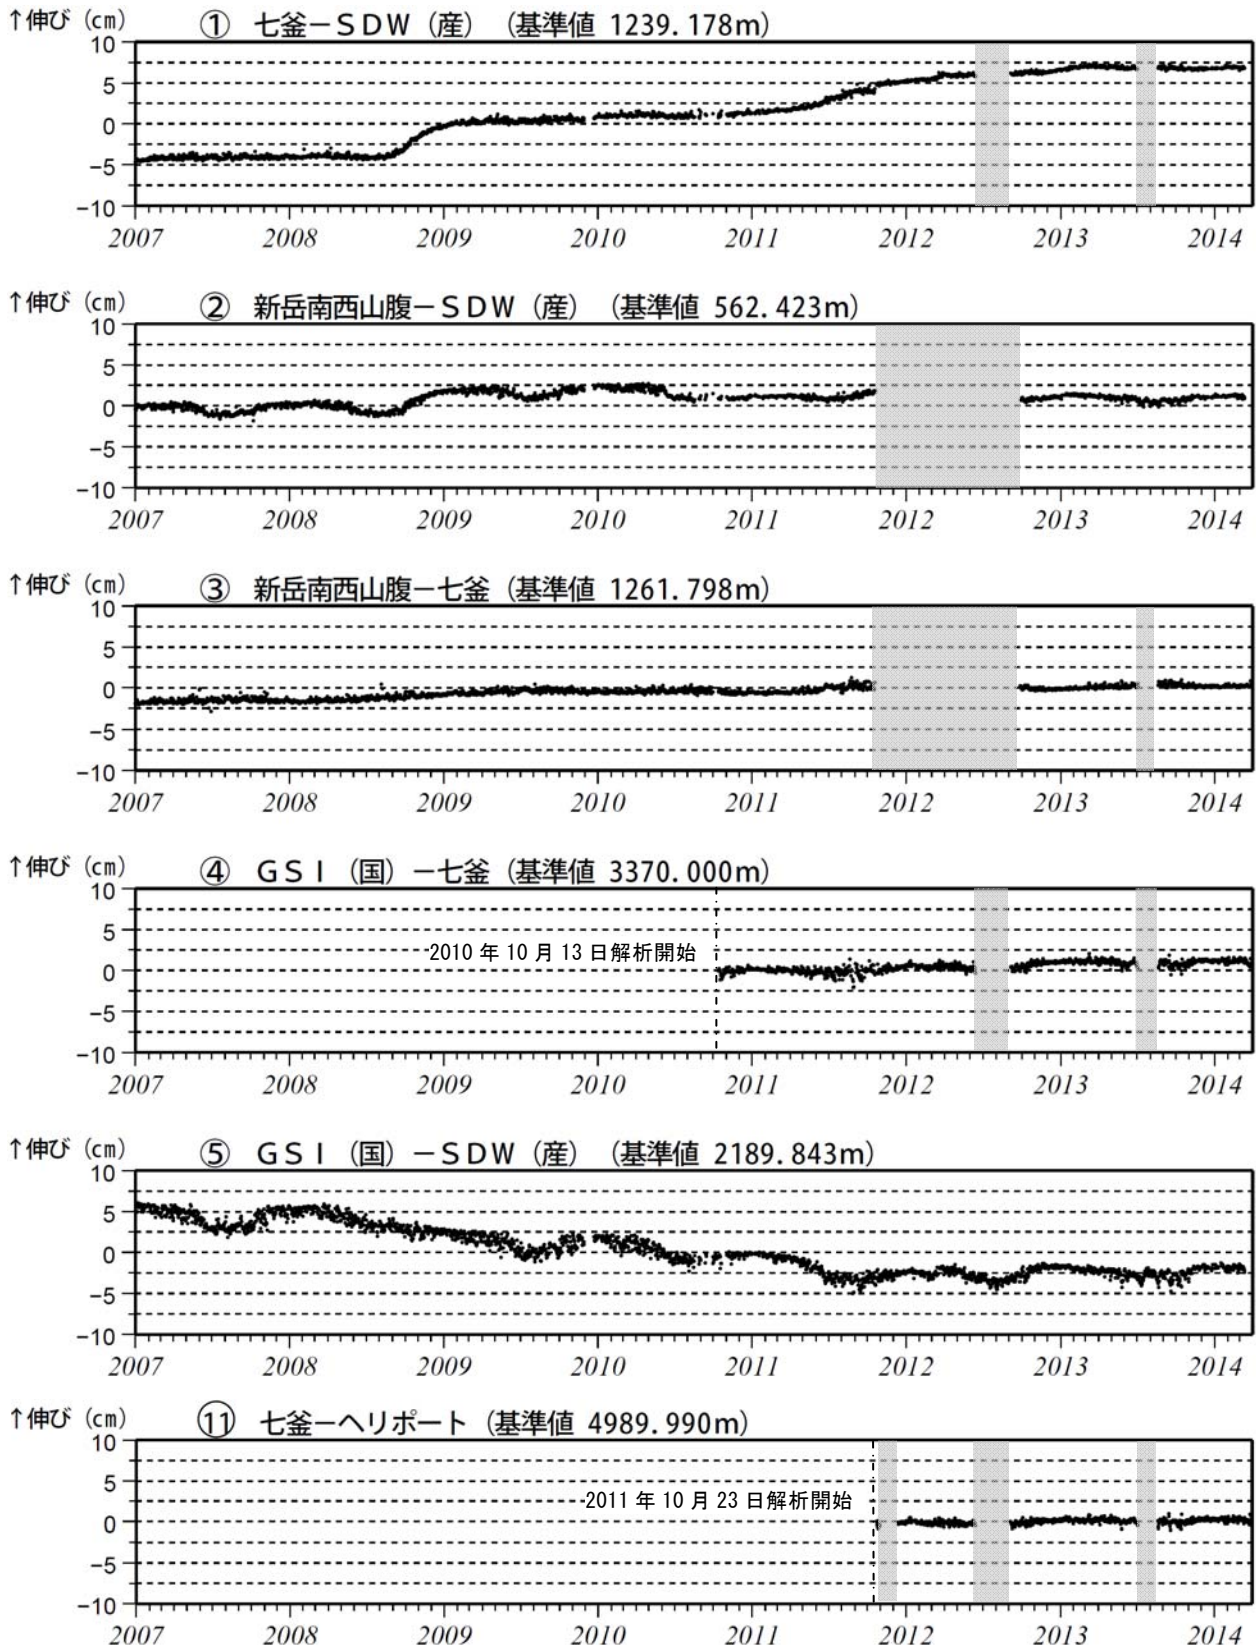 ↑伸び (cm) ① 七釜－ＳＤＷ（産）（基準値 1239.178m）
10
5
0
−5
−10
2007 2008 2009 2010 2011 2012 2013 2014
↑伸び (cm) ② 新岳南西山腹－ＳＤＷ（産）（基準値 562.423m）
10
5
0
−5
−10
2007 2008 2009 2010 2011 2012 2013 2014
↑伸び (cm) ③ 新岳南西山腹－七釜（基準値 1261.798m）
10
5
0
−5
−10
2007 2008 2009 2010 2011 2012 2013 2014
↑伸び (cm) ④ ＧＳＩ（国）－七釜（基準値 3370.000m）
10
5
2010 年 10 月 13 日解析開始
0
−5
−10
2007 2008 2009 2010 2011 2012 2013 2014
↑伸び (cm) ⑤ ＧＳＩ（国）－ＳＤＷ（産）（基準値 2189.843m）
10
5
0
−5
−10
2007 2008 2009 2010 2011 2012 2013 2014
↑伸び (cm) ⑪ 七釜－ヘリポート（基準値 4989.990m）
10
5
2011 年 10 月 23 日解析開始
0
−5
−10
2007 2008 2009 2010 2011 2012 2013 2014